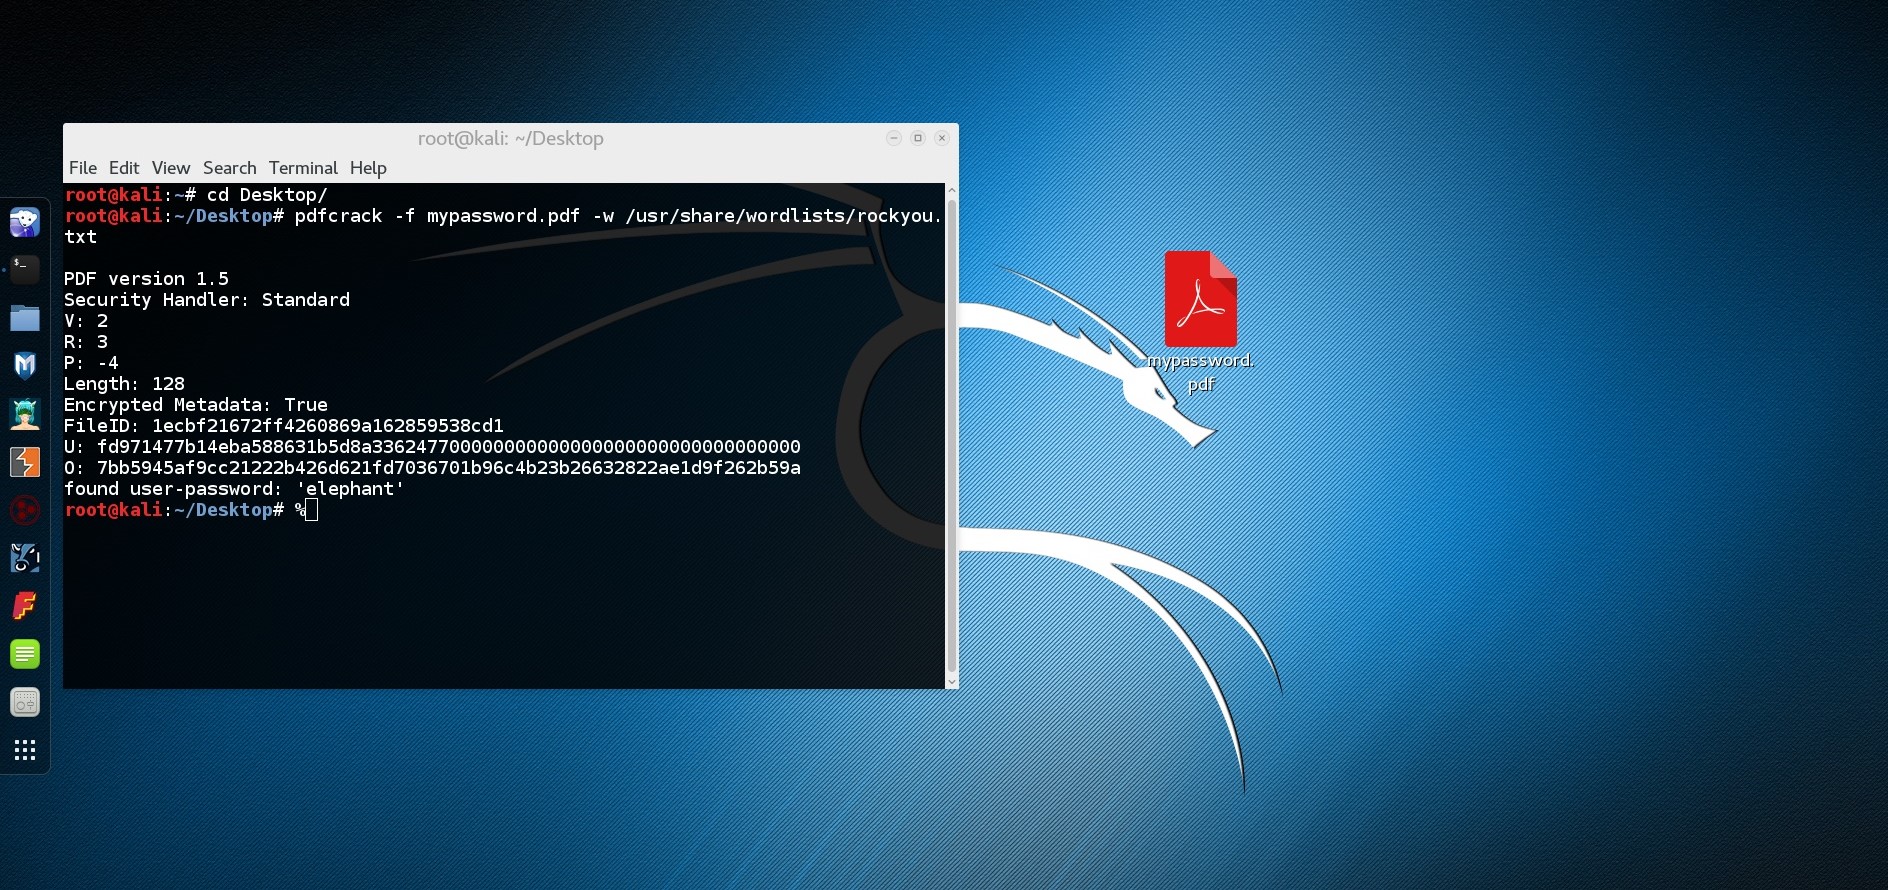 root@kali: ~/Desktop
File Edit View Search Terminal Help
root@kali:~# cd Desktop/
root@kali:~/Desktop# pdfcrack -f mypassword.pdf -w /usr/share/wordlists/rockyou.
txt
PDF version 1.5
Security Handler: Standard
V: 2
R: 3
P: -4
Length: 128
Encrypted Metadata: True
FileID: 1ecbf21672ff4260869a162859538cd1
U: fd971477b14eba588631b5d8a336247700000000000000000000000000000000
O: 7bb5945af9cc21222b426d621fd7036701b96c4b23b26632822ae1d9f262b59a
found user-password: 'elephant'
root@kali:~/Desktop# %
mypassword.
pdf